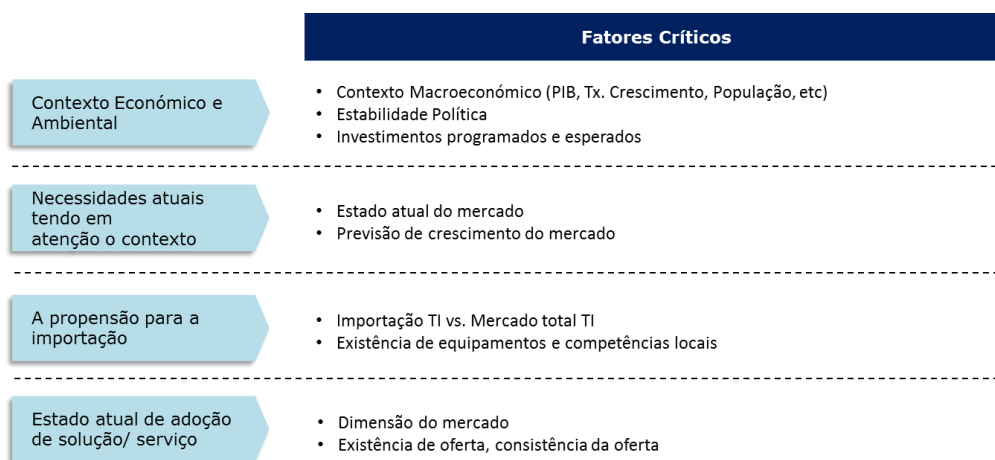 Fatores Críticos
Contexto Económico e
Ambiental
• Contexto Macroeconómico (PIB, Tx. Crescimento, População, etc)
• Estabilidade Política
• Investimentos programados e esperados
Necessidades atuais
tendo em
atenção o contexto
• Estado atual do mercado
• Previsão de crescimento do mercado
A propensão para a
importação
• Importação TI vs. Mercado total TI
• Existência de equipamentos e competências locais
Estado atual de adoção
de solução/ serviço
• Dimensão do mercado
• Existência de oferta, consistência da oferta